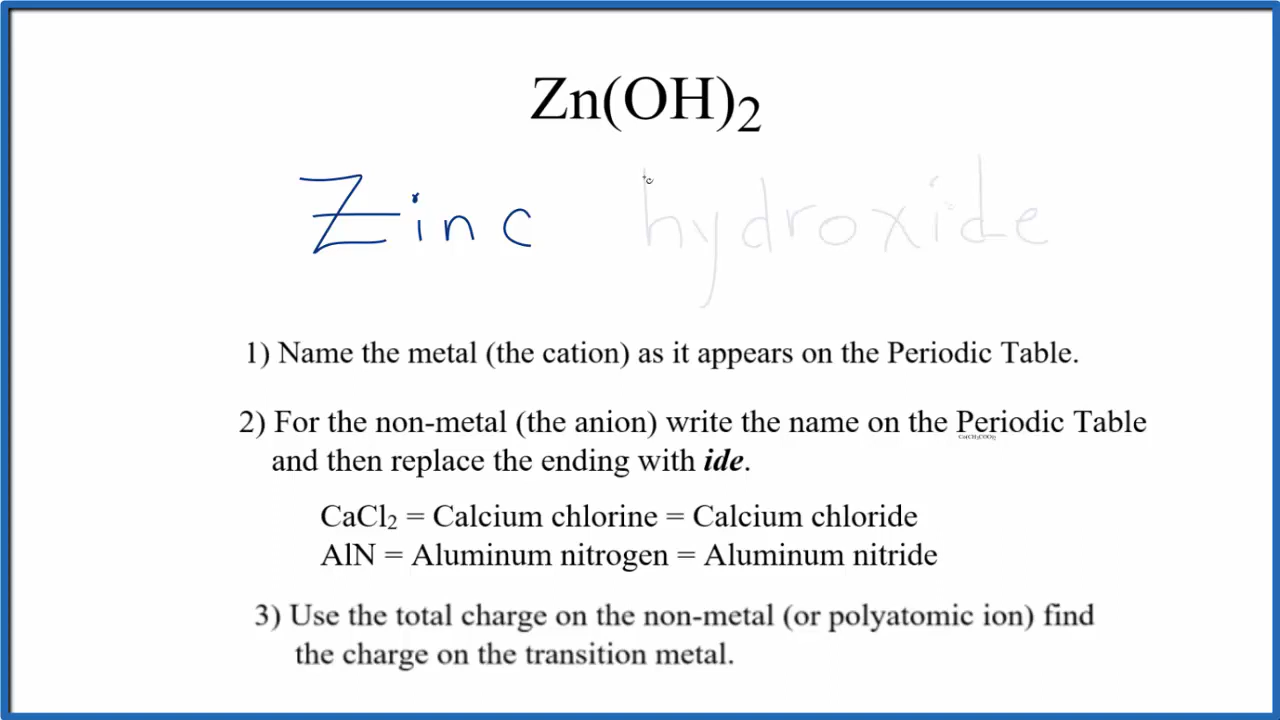 Zn(OH)₂
Zinc hydroxide
1) Name the metal (the cation) as it appears on the Periodic Table.
2) For the non-metal (the anion) write the name on the Periodic Table
and then replace the ending with ide.
CaCl₂ = Calcium chlorine = Calcium chloride
AlN = Aluminum nitrogen = Aluminum nitride
3) Use the total charge on the non-metal (or polyatomic ion) find
the charge on the transition metal.